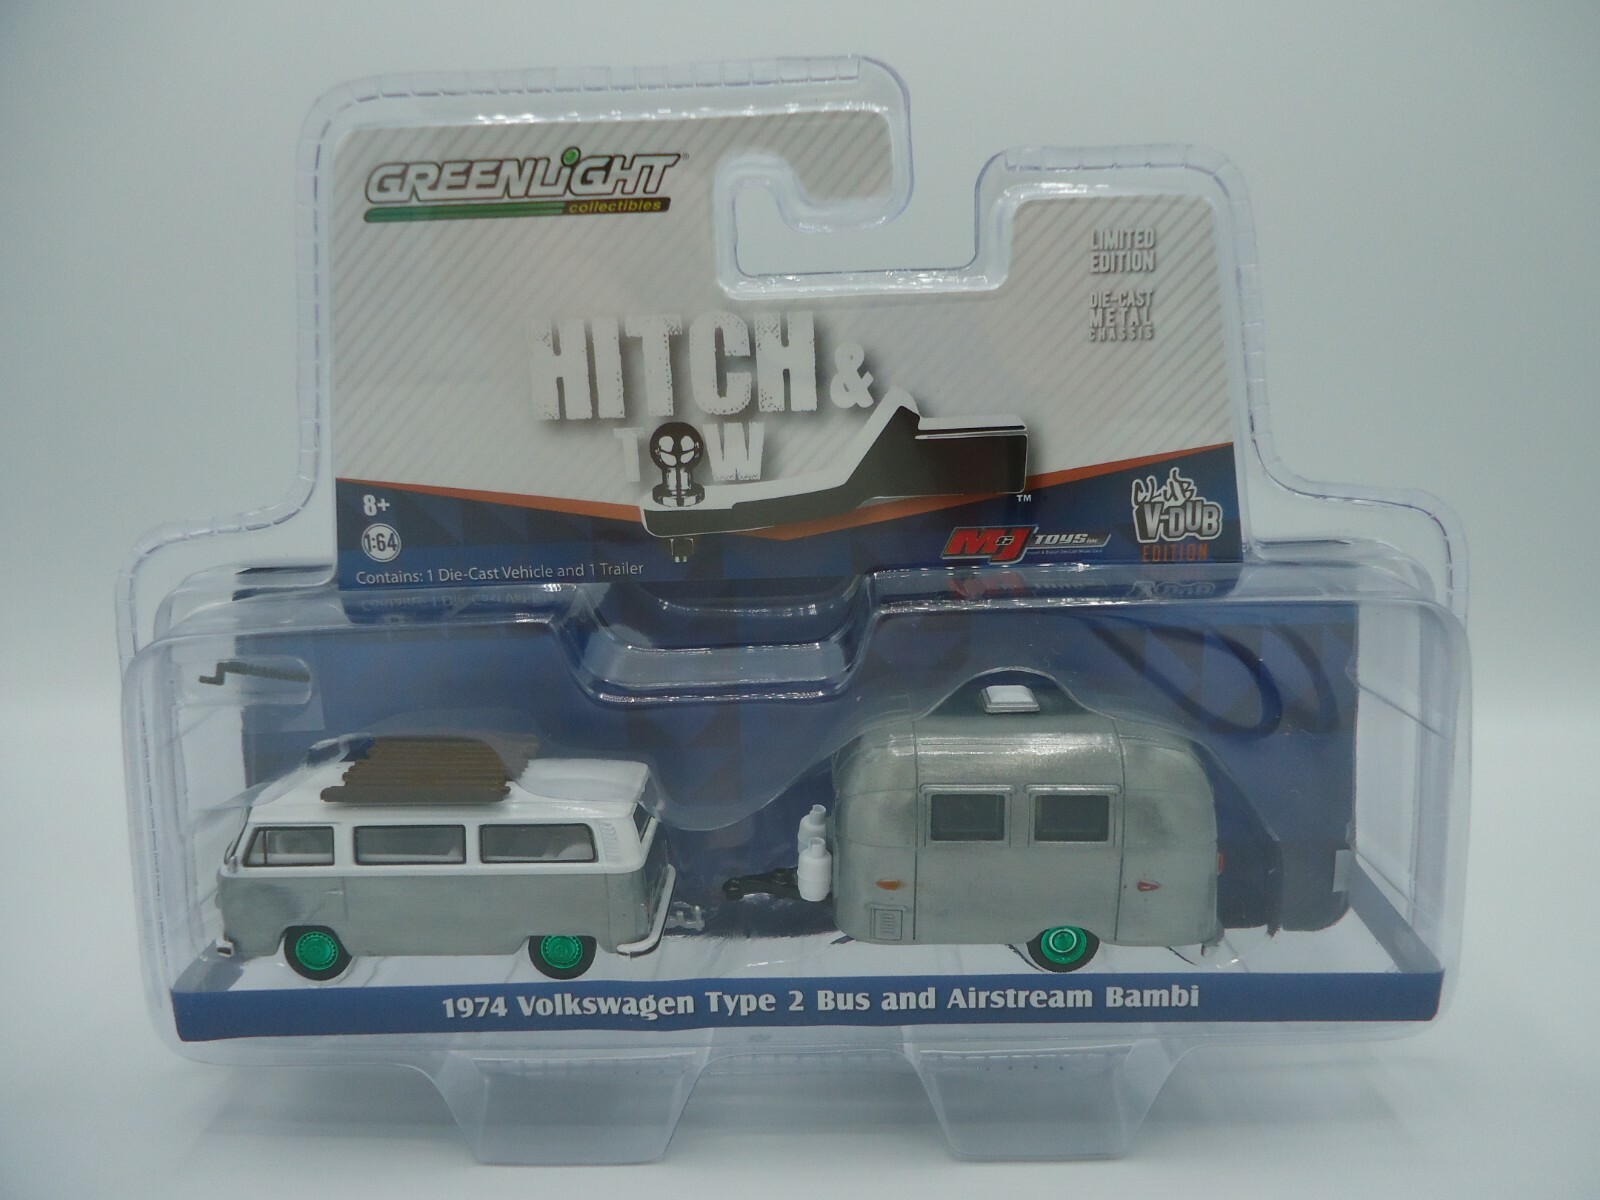 GREENLiGHT®
collectibles
LIMITED
EDITION
DIE-CAST
METAL
CHASSIS
HITCH &
TOW
TM
8+
1:64
Contains: 1 Die-Cast Vehicle and 1 Trailer
M&J TOYS INC.
CLUB
V-DUB
EDITION
1974 Volkswagen Type 2 Bus and Airstream Bambi